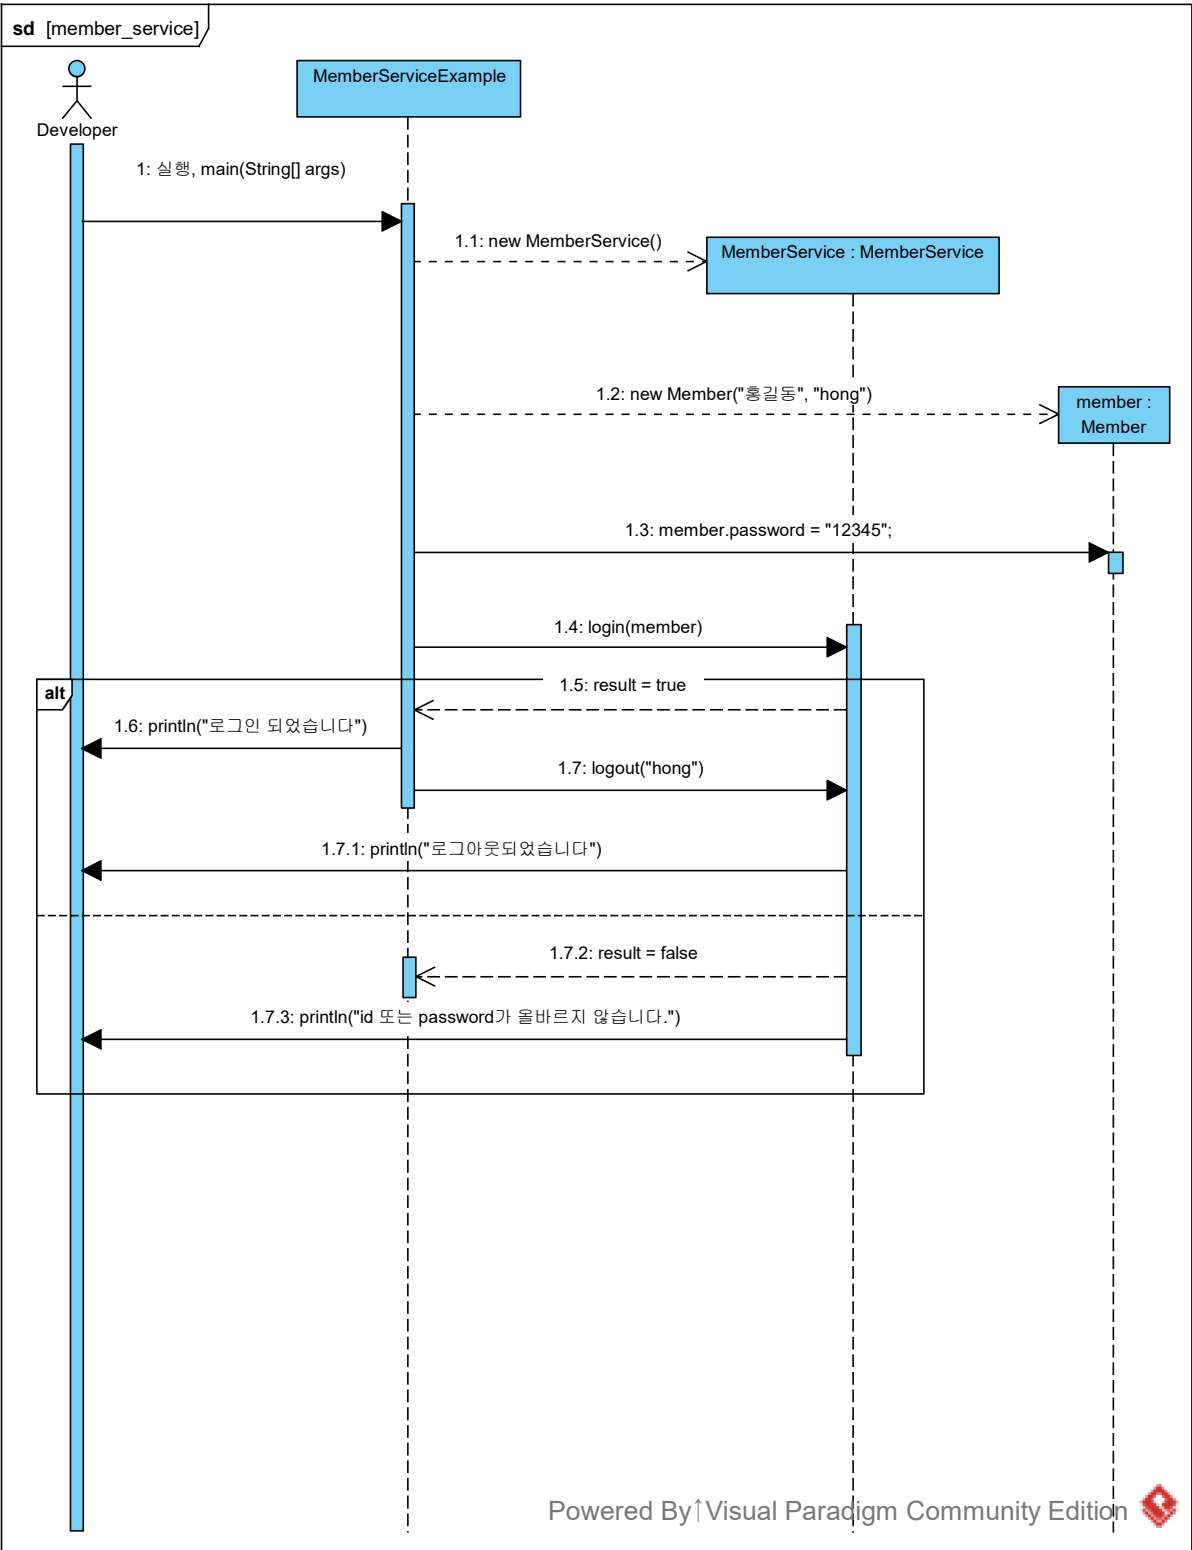 sd [member_service]
Developer
MemberServiceExample
1: 실행, main(String[] args)
1.1: new MemberService()
MemberService : MemberService
1.2: new Member("홍길동", "hong")
member :
Member
1.3: member.password = "12345";
1.4: login(member)
alt
1.5: result = true
1.6: println("로그인 되었습니다")
1.7: logout("hong")
1.7.1: println("로그아웃되었습니다")
1.7.2: result = false
1.7.3: println("id 또는 password가 올바르지 않습니다.")
Powered By↑Visual Paradigm Community Edition